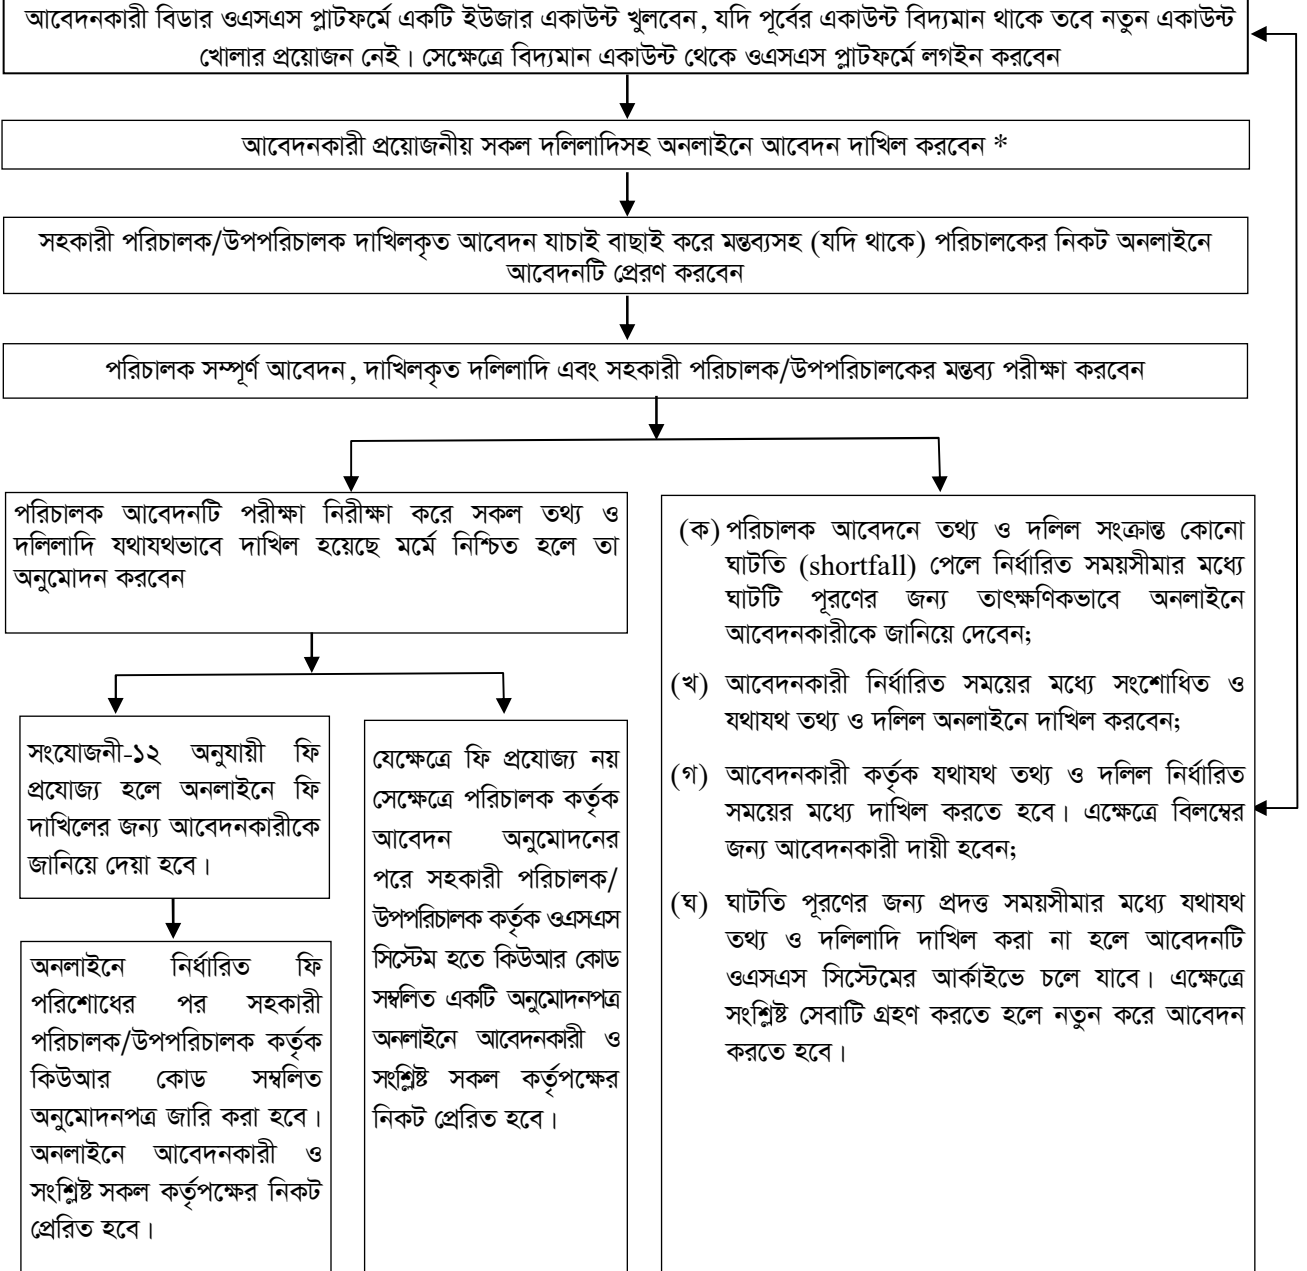 আবেদনকারী বিডার ওএসএস প্লাটফর্মে একটি ইউজার একাউন্ট খুলবেন, যদি পূর্বের একাউন্ট বিদ্যমান থাকে তবে নতুন একাউন্ট
খোলার প্রয়োজন নেই। সেক্ষেত্রে বিদ্যমান একাউন্ট থেকে ওএসএস প্লাটফর্মে লগইন করবেন
আবেদনকারী প্রয়োজনীয় সকল দলিলাদিসহ অনলাইনে আবেদন দাখিল করবেন *
সহকারী পরিচালক/উপপরিচালক দাখিলকৃত আবেদন যাচাই বাছাই করে মন্তব্যসহ (যদি থাকে) পরিচালকের নিকট অনলাইনে
আবেদনটি প্রেরণ করবেন
পরিচালক সম্পূর্ণ আবেদন, দাখিলকৃত দলিলাদি এবং সহকারী পরিচালক/উপপরিচালকের মন্তব্য পরীক্ষা করবেন
পরিচালক আবেদনটি পরীক্ষা নিরীক্ষা করে সকল তথ্য ও
দলিলাদি যথাযথভাবে দাখিল হয়েছে মর্মে নিশ্চিত হলে তা
অনুমোদন করবেন
সংযোজনী-১২ অনুযায়ী ফি
প্রযোজ্য হলে অনলাইনে ফি
দাখিলের জন্য আবেদনকারীকে
জানিয়ে দেয়া হবে।
অনলাইনে নির্ধারিত ফি
পরিশোধের পর সহকারী
পরিচালক/উপপরিচালক কর্তৃক
কিউআর কোড সম্বলিত
অনুমোদনপত্র জারি করা হবে।
অনলাইনে আবেদনকারী ও
সংশ্লিষ্ট সকল কর্তৃপক্ষের নিকট
প্রেরিত হবে।
যেক্ষেত্রে ফি প্রযোজ্য নয়
সেক্ষেত্রে পরিচালক কর্তৃক
আবেদন অনুমোদনের
পরে সহকারী পরিচালক/
উপপরিচালক কর্তৃক ওএসএস
সিস্টেম হতে কিউআর কোড
সম্বলিত একটি অনুমোদনপত্র
অনলাইনে আবেদনকারী ও
সংশ্লিষ্ট সকল কর্তৃপক্ষের
নিকট প্রেরিত হবে।
(ক) পরিচালক আবেদনে তথ্য ও দলিল সংক্রান্ত কোনো
ঘাটতি (shortfall) পেলে নির্ধারিত সময়সীমার মধ্যে
ঘাটটি পূরণের জন্য তাৎক্ষণিকভাবে অনলাইনে
আবেদনকারীকে জানিয়ে দেবেন;
(খ) আবেদনকারী নির্ধারিত সময়ের মধ্যে সংশোধিত ও
যথাযথ তথ্য ও দলিল অনলাইনে দাখিল করবেন;
(গ) আবেদনকারী কর্তৃক যথাযথ তথ্য ও দলিল নির্ধারিত
সময়ের মধ্যে দাখিল করতে হবে। এক্ষেত্রে বিলম্বের
জন্য আবেদনকারী দায়ী হবেন;
(ঘ) ঘাটতি পূরণের জন্য প্রদত্ত সময়সীমার মধ্যে যথাযথ
তথ্য ও দলিলাদি দাখিল করা না হলে আবেদনটি
ওএসএস সিস্টেমের আর্কাইভে চলে যাবে। এক্ষেত্রে
সংশ্লিষ্ট সেবাটি গ্রহণ করতে হলে নতুন করে আবেদন
করতে হবে।